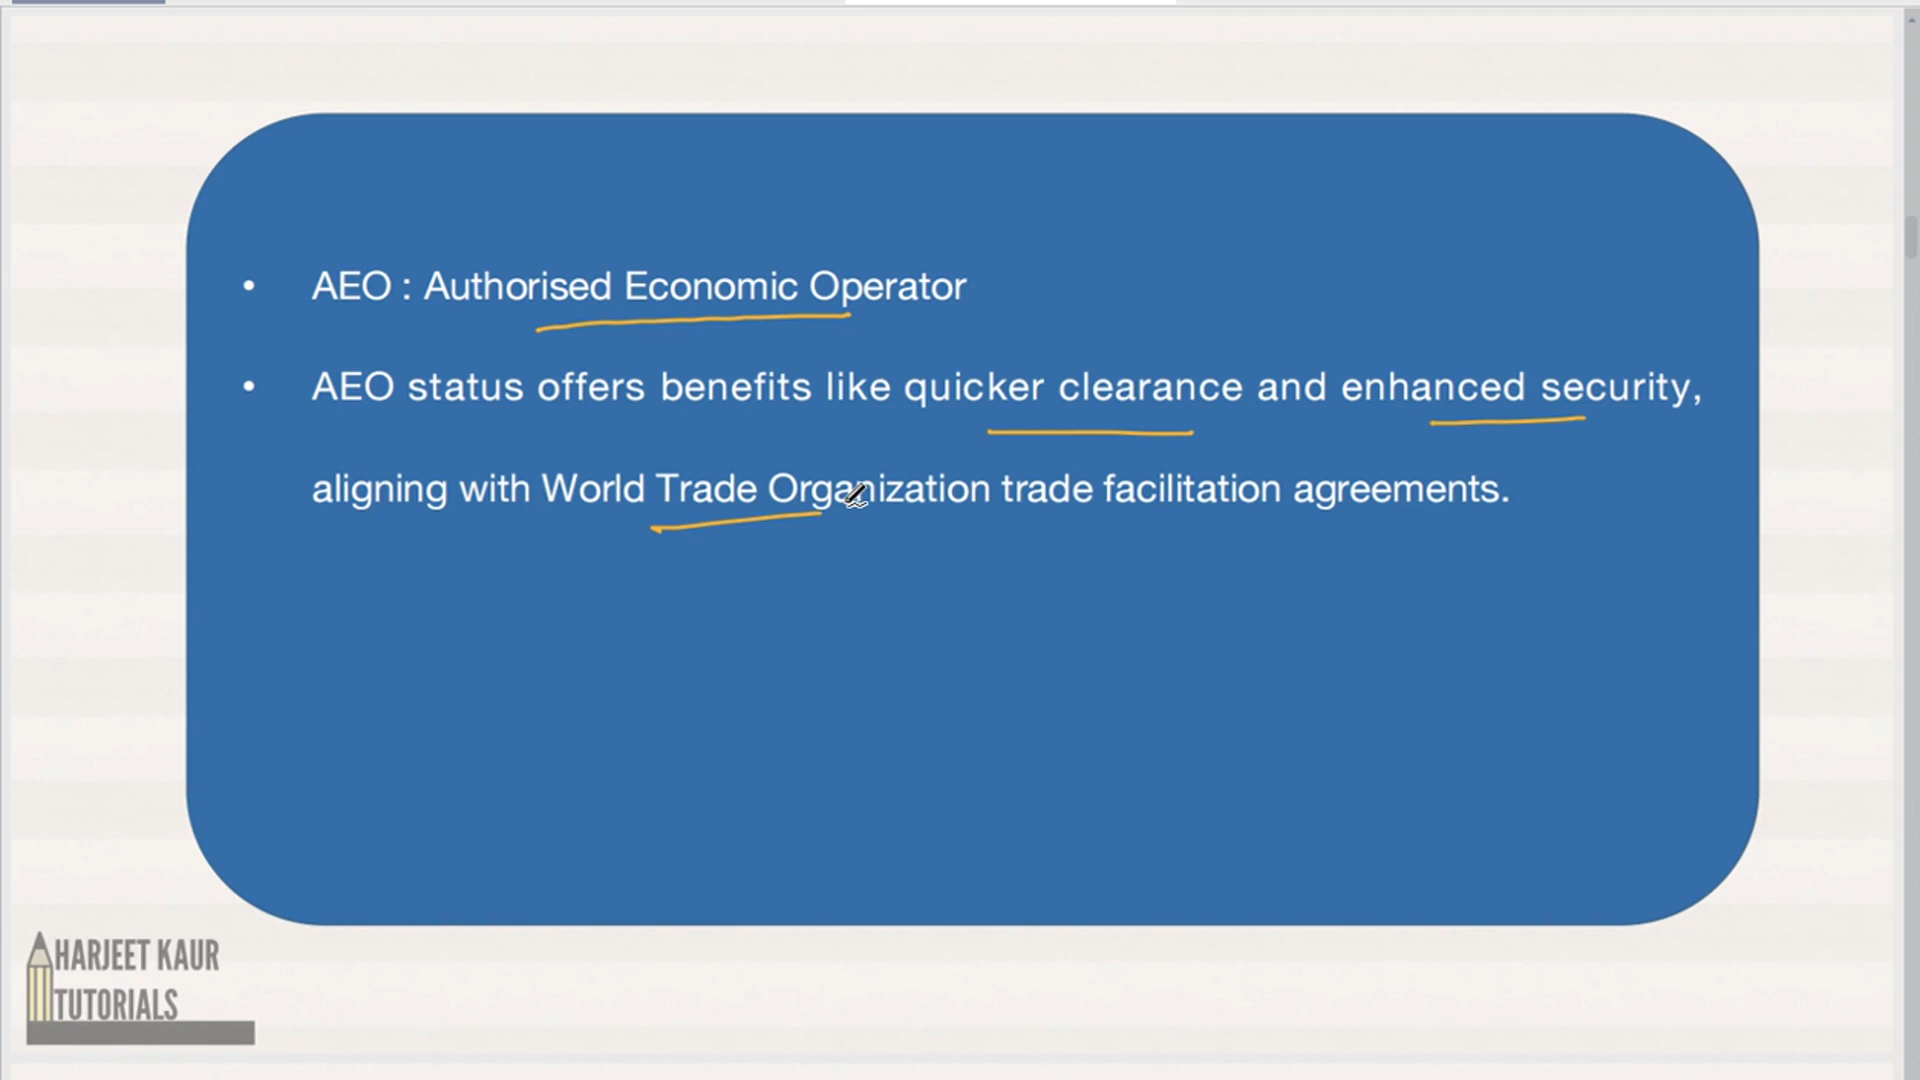 • AEO : Authorised Economic Operator
• AEO status offers benefits like quicker clearance and enhanced security,
aligning with World Trade Organization trade facilitation agreements.
HARJEET KAUR
TUTORIALS